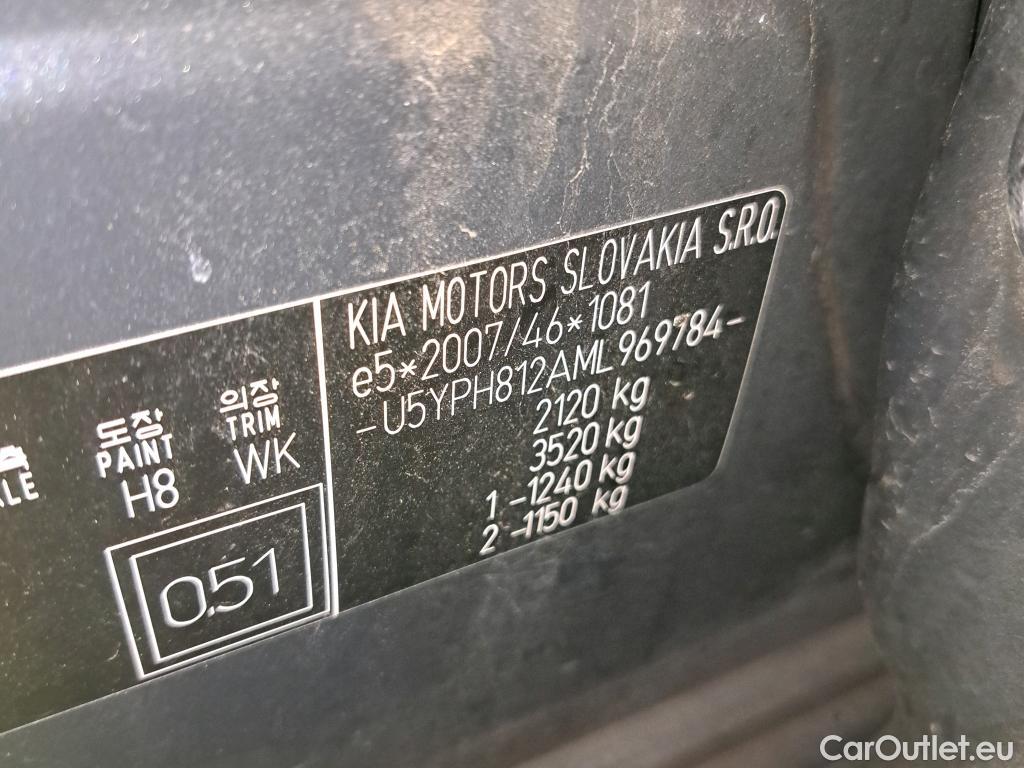 KIA MOTORS SLOVAKIA S.R.O.
e5*2007/46*1081
-U5YPH812AML969784-
2120 kg
3520 kg
1 -1240 kg
2 -1150 kg
도장 의장
PAINT TRIM
H8 WK
0.51
CarOutlet.eu